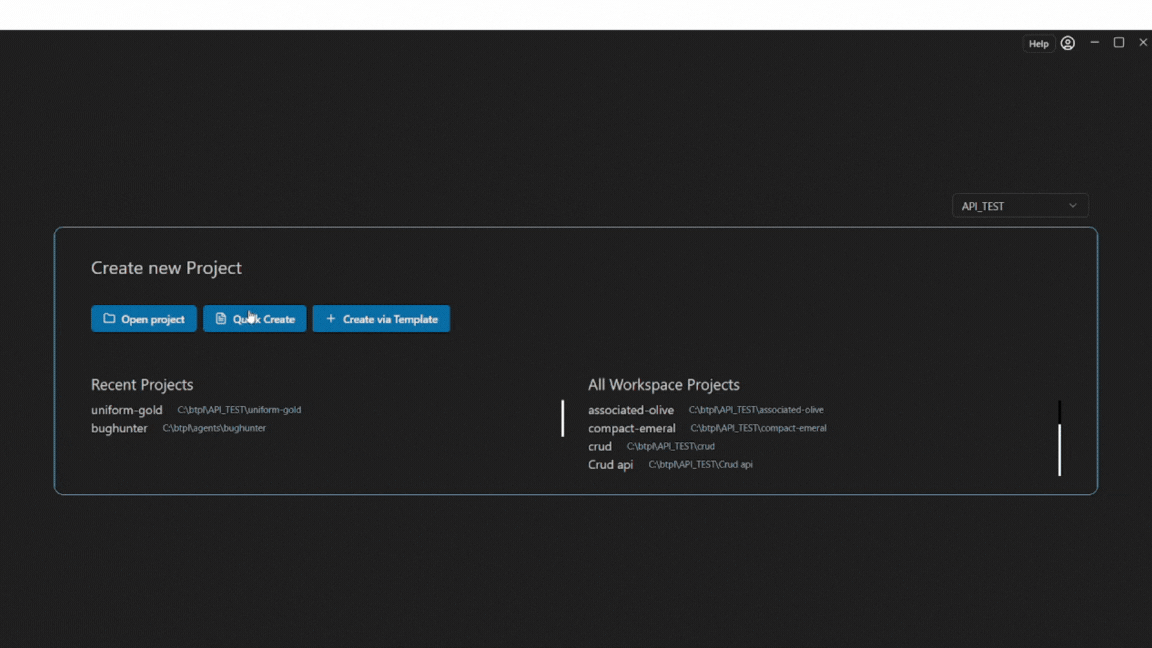 Help
API_TEST
Create new Project
Open project
Quick Create
Create via Template
Recent Projects
uniform-gold C:\btpl\API_TEST\uniform-gold
bughunter C:\btpl\agents\bughunter
All Workspace Projects
associated-olive C:\btpl\API_TEST\associated-olive
compact-emeral C:\btpl\API_TEST\compact-emeral
crud C:\btpl\API_TEST\crud
Crud api C:\btpl\API_TEST\Crud api